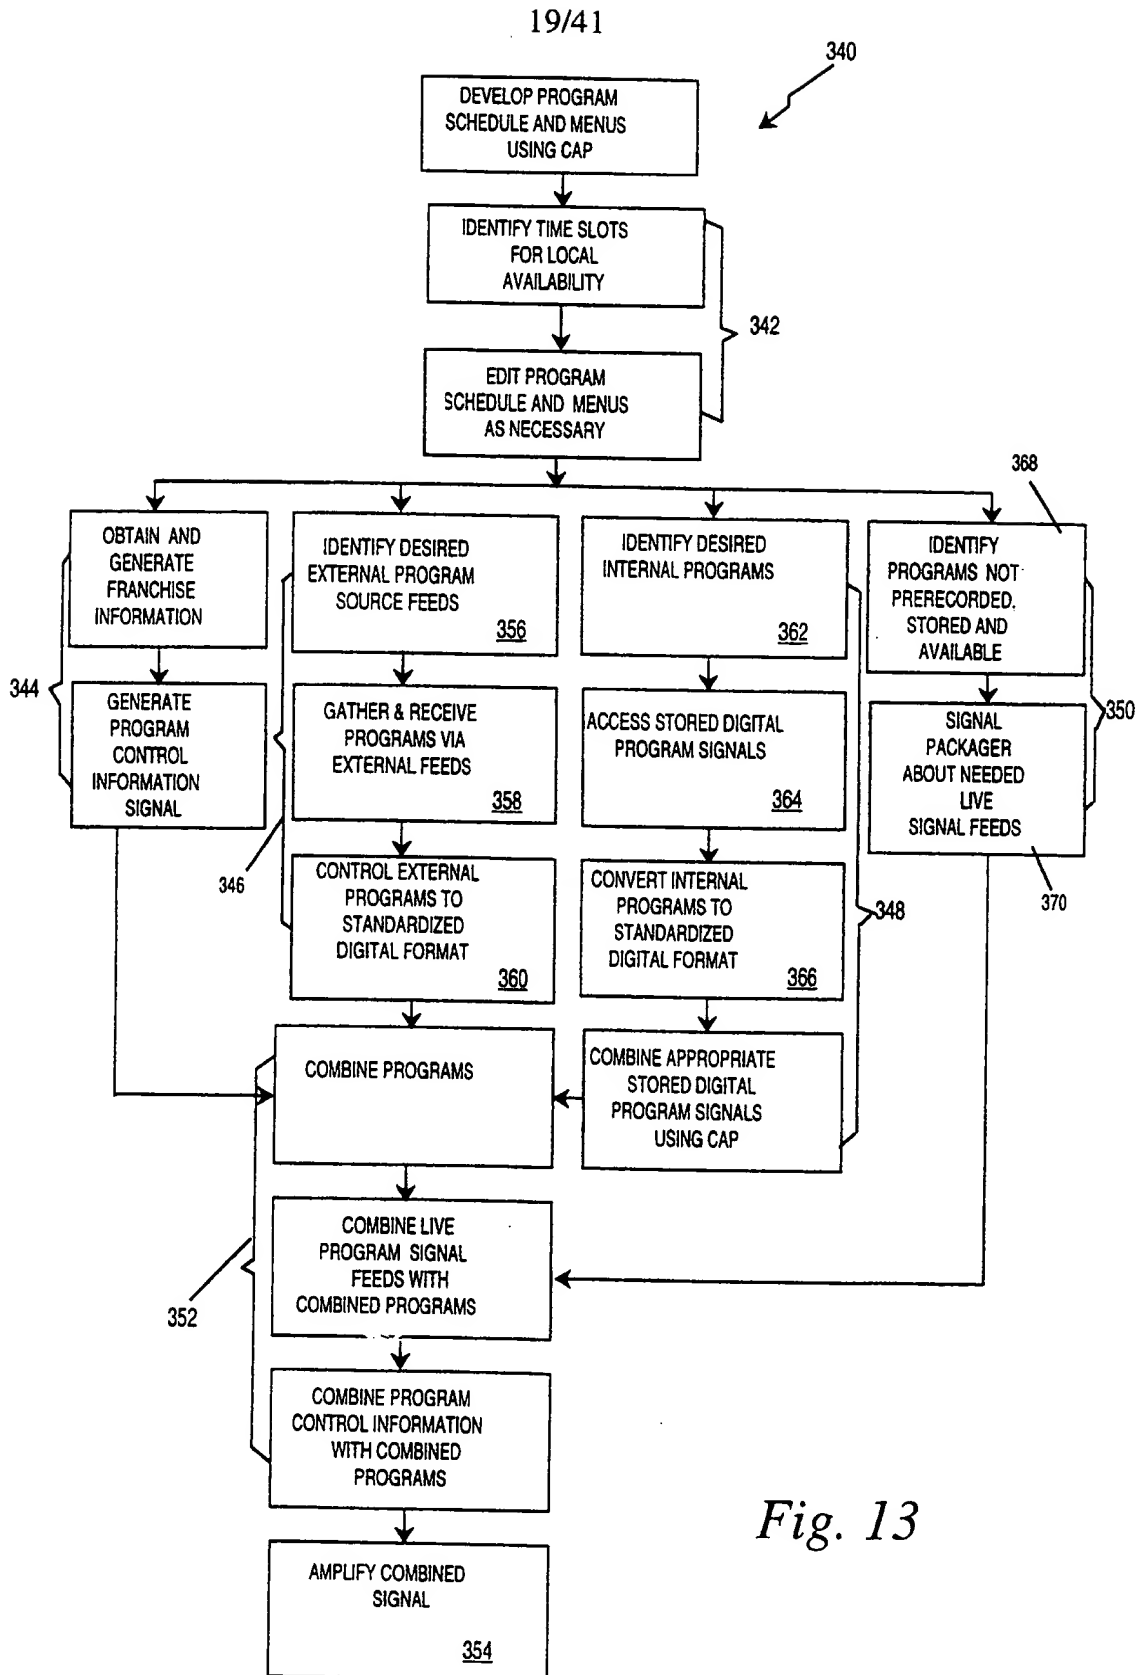 19/41
340
DEVELOP PROGRAM
SCHEDULE AND MENUS
USING CAP
IDENTIFY TIME SLOTS
FOR LOCAL
AVAILABILITY
342
EDIT PROGRAM
SCHEDULE AND MENUS
AS NECESSARY
368
OBTAIN AND
GENERATE
FRANCHISE
INFORMATION
IDENTIFY DESIRED
EXTERNAL PROGRAM
SOURCE FEEDS
356
IDENTIFY DESIRED
INTERNAL PROGRAMS
362
IDENTIFY
PROGRAMS NOT
PRERECORDED,
STORED AND
AVAILABLE
344
350
GENERATE
PROGRAM
CONTROL
INFORMATION
SIGNAL
GATHER & RECEIVE
PROGRAMS VIA
EXTERNAL FEEDS
358
ACCESS STORED DIGITAL
PROGRAM SIGNALS
364
SIGNAL
PACKAGER
ABOUT NEEDED
LIVE
SIGNAL FEEDS
346
CONTROL EXTERNAL
PROGRAMS TO
STANDARDIZED
DIGITAL FORMAT
360
CONVERT INTERNAL
PROGRAMS TO
STANDARDIZED
DIGITAL FORMAT
366
348
370
COMBINE PROGRAMS
COMBINE APPROPRIATE
STORED DIGITAL
PROGRAM SIGNALS
USING CAP
COMBINE LIVE
PROGRAM SIGNAL
FEEDS WITH
COMBINED PROGRAMS
352
COMBINE PROGRAM
CONTROL INFORMATION
WITH COMBINED
PROGRAMS
Fig. 13
AMPLIFY COMBINED
SIGNAL
354